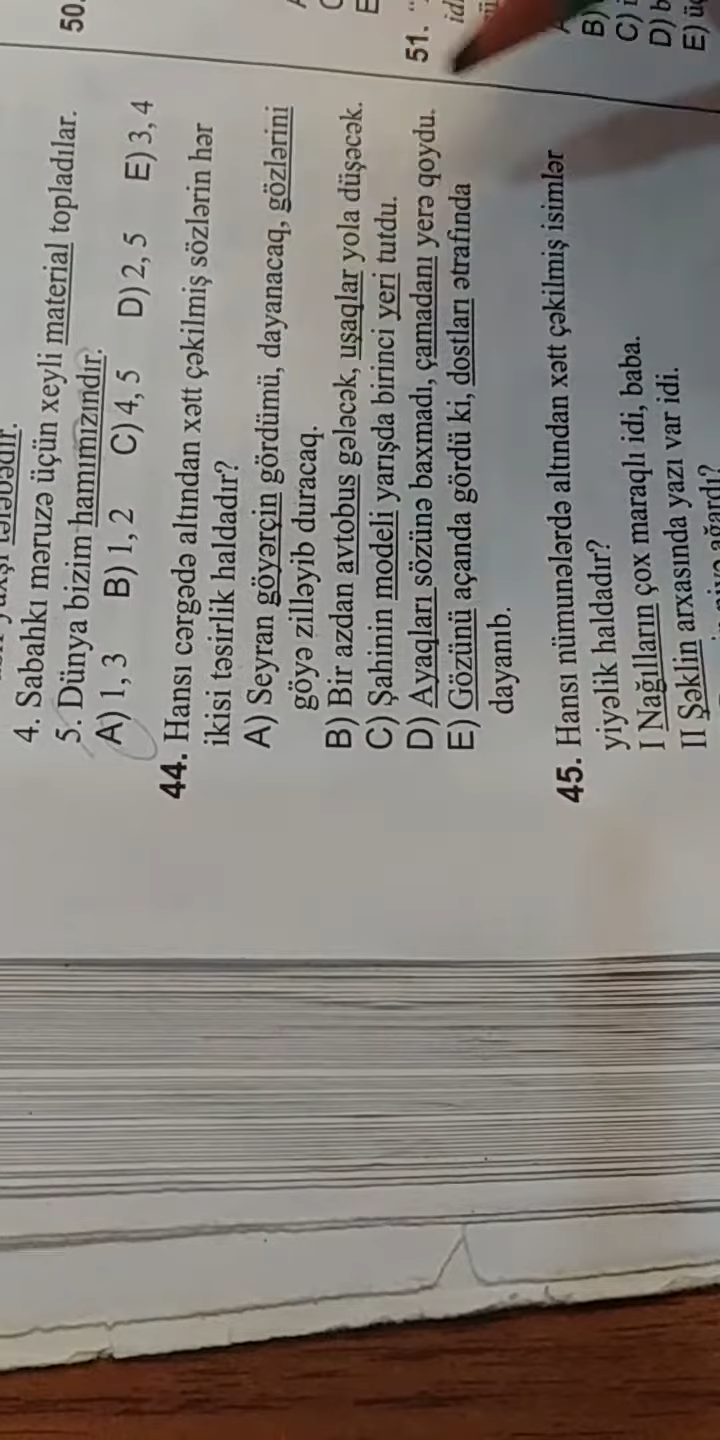 4. Sabahkı məruzə üçün xeyli material topladılar.
5. Dünya bizim hamımızındır.
A) 1, 3 B) 1, 2 C) 4, 5 D) 2, 5 E) 3, 4
44. Hansı cərgədə altından xətt çəkilmiş sözlərin hər
ikisi təsirlik haldadır?
A) Seyran göyərçin gördümü, dayanacaq, gözlərini
göyə zilləyib duracaq.
B) Bir azdan avtobus gələcək, uşaqlar yola düşəcək.
C) Şahinin modeli yarışda birinci yeri tutdu.
D) Ayaqları sözünə baxmadı, çamadanı yerə qoydu.
E) Gözünü açanda gördü ki, dostları ətrafında
dayanıb.
45. Hansı nümunələrdə altından xətt çəkilmiş isimlər
yiyəlik haldadır?
I Nağılların çox maraqlı idi, baba.
II Şəklin arxasında yazı var idi.
50.
51.
B)
C)
D) b
E) ü